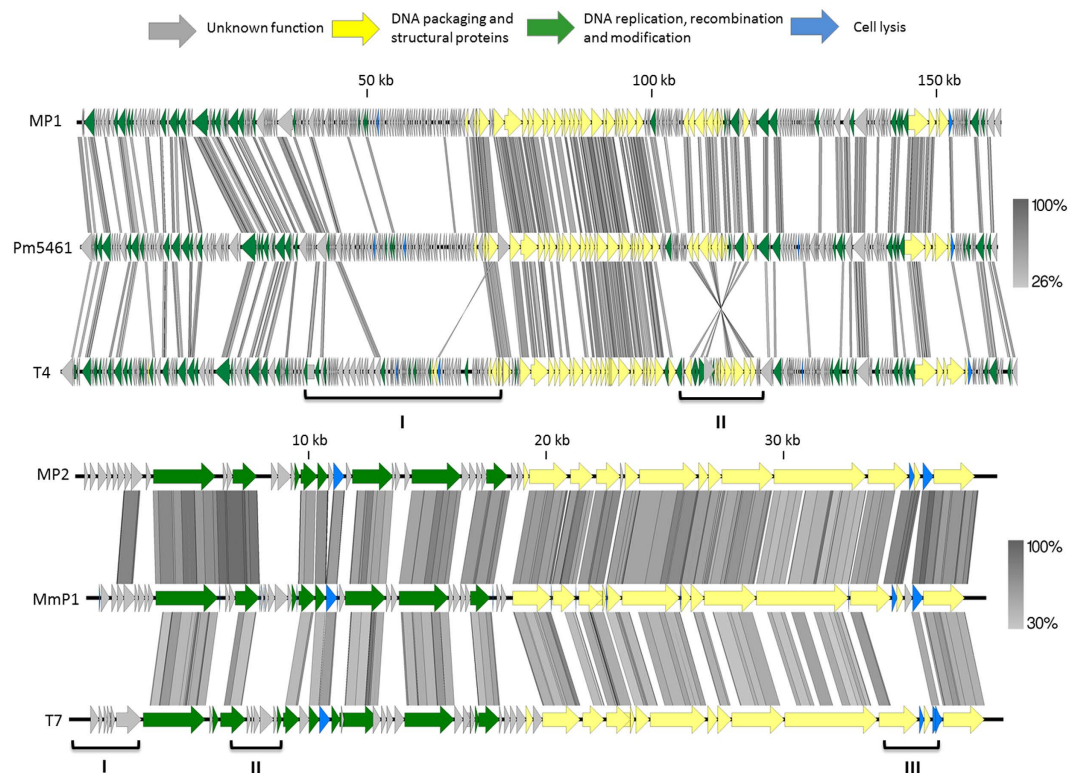 Unknown function
DNA packaging and
structural proteins
DNA replication, recombination
and modification
Cell lysis
50 kb
100 kb
150 kb
MP1
Pm5461
T4
100%
26%
I
II
10 kb
20 kb
30 kb
MP2
MmP1
T7
100%
30%
I
II
III